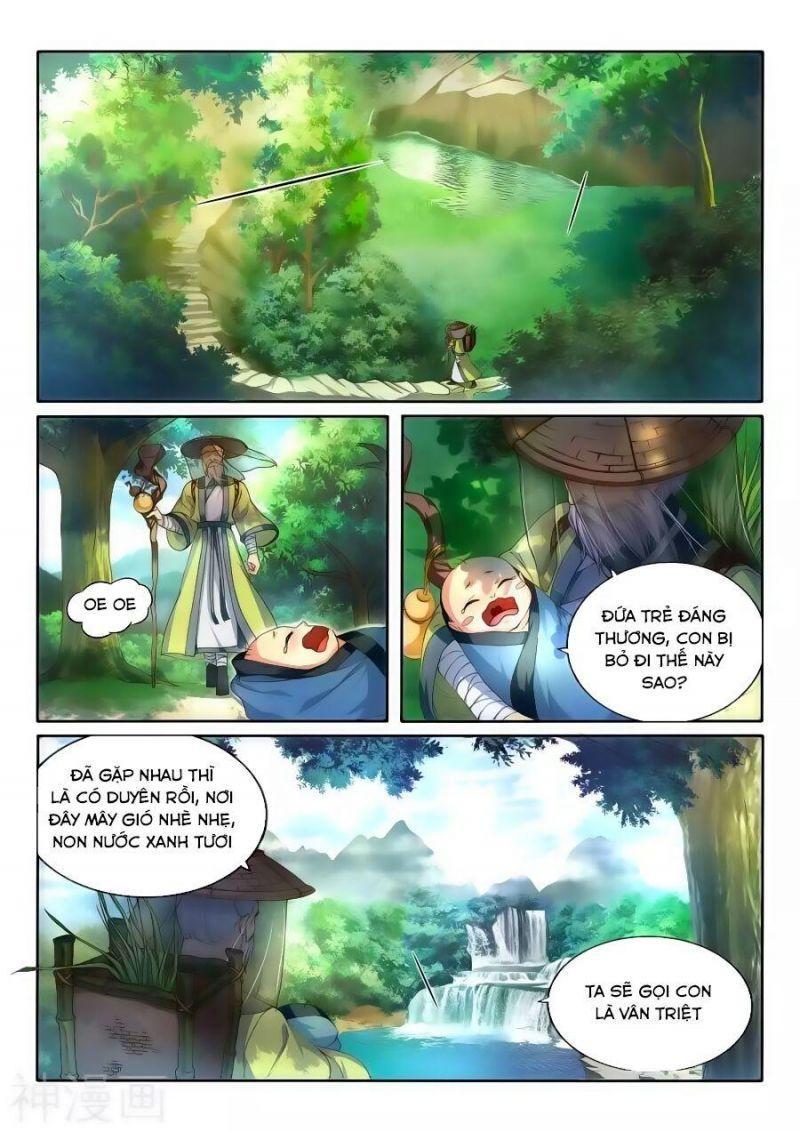 OE OE
ĐỨA TRẺ ĐÁNG
THƯƠNG, CON BỊ
BỎ ĐI THẾ NÀY
SAO?
ĐÃ GẶP NHAU THÌ
LÀ CÓ DUYÊN RỒI, NƠI
ĐÂY MÂY GIÓ NHÈ NHẸ,
NON NƯỚC XANH TƯƠI
TA SẼ GỌI CON
LÀ VÂN TRIỆT
神漫画